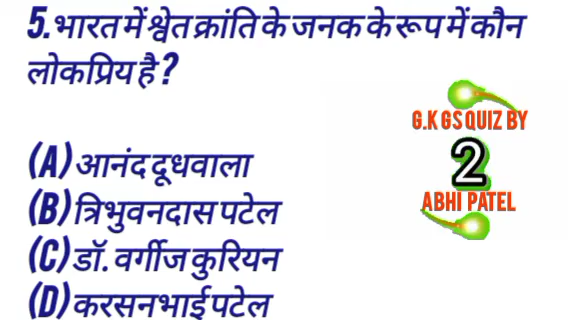 5.भारत में श्वेत क्रांति के जनक के रूप में कौन
लोकप्रिय है ?
(A) आनंद दूधवाला
(B) त्रिभुवनदास पटेल
(C) डॉ. वर्गीज कुरियन
(D) करसनभाई पटेल
G.K GS QUIZ BY
2
ABHI PATEL